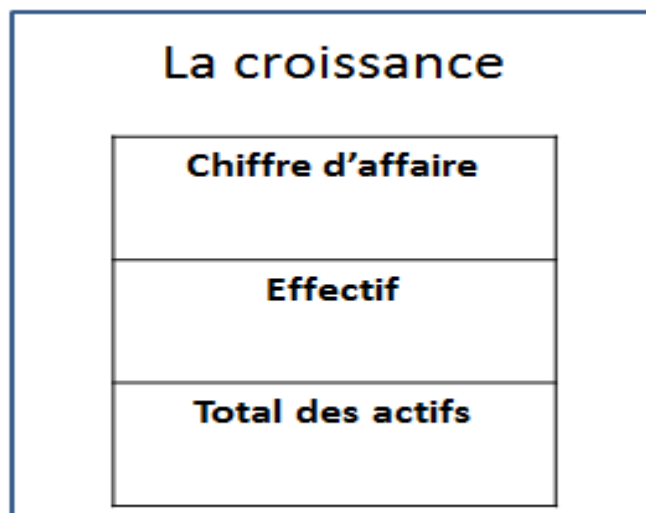 La croissance
Chiffre d’affaire
Effectif
Total des actifs